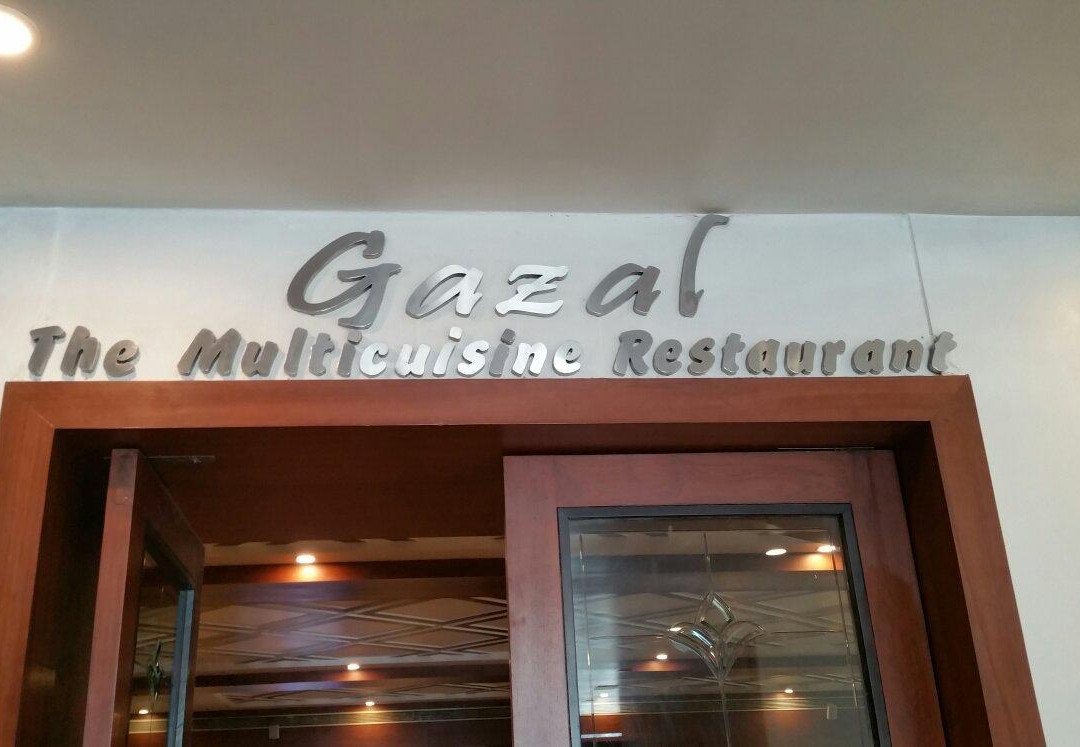 Gazal
The Multicuisine Restaurant